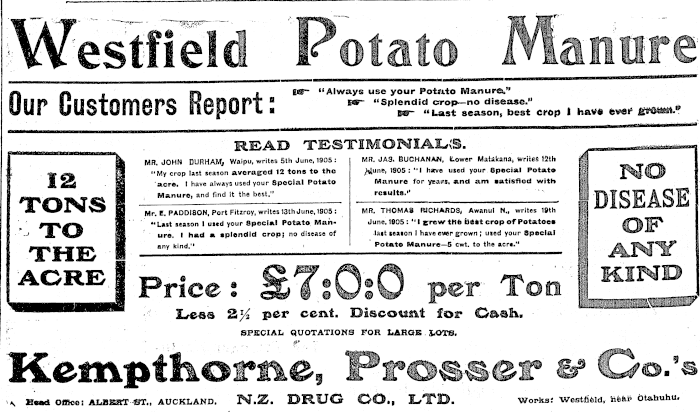 Westfield Potato Manure
Our Customers Report:
"Always use your Potato Manure."
"Splendid crop—no disease."
"Last season, best crop I have ever grown."
READ TESTIMONIALS.
12
TONS
TO
THE
ACRE
MR. JOHN DURHAM, Waipu, writes 5th June, 1905:
"My crop last season averaged 12 tons to the
acre. I have always used your Special Potato
Manure, and find it the best."
Mr. E. PADDISON, Port Fitzroy, writes 13th June, 1905:
"Last season I used your Special Potato Man-
ure. I had a splendid crop; no disease of
any kind."
MR. JAS. BUCHANAN, Lower Matakana, writes 12th
June, 1905: "I have used your Special Potato
Manure for years, and am satisfied with
results."
MR. THOMAS RICHARDS, Awanui N., writes 19th
June, 1905: "I grew the best crop of Potatoes
last season I have ever grown; used your Special
Potato Manure—5 cwt. to the acre."
NO
DISEASE
OF
ANY
KIND
Price: £7:0:0 per Ton
Less 2½ per cent. Discount for Cash.
SPECIAL QUOTATIONS FOR LARGE LOTS.
Kempthorne, Prosser & Co.'s
Head Office: ALBERT-ST., AUCKLAND. N.Z. DRUG CO., LTD. Works: Westfield, near Otahuhu.